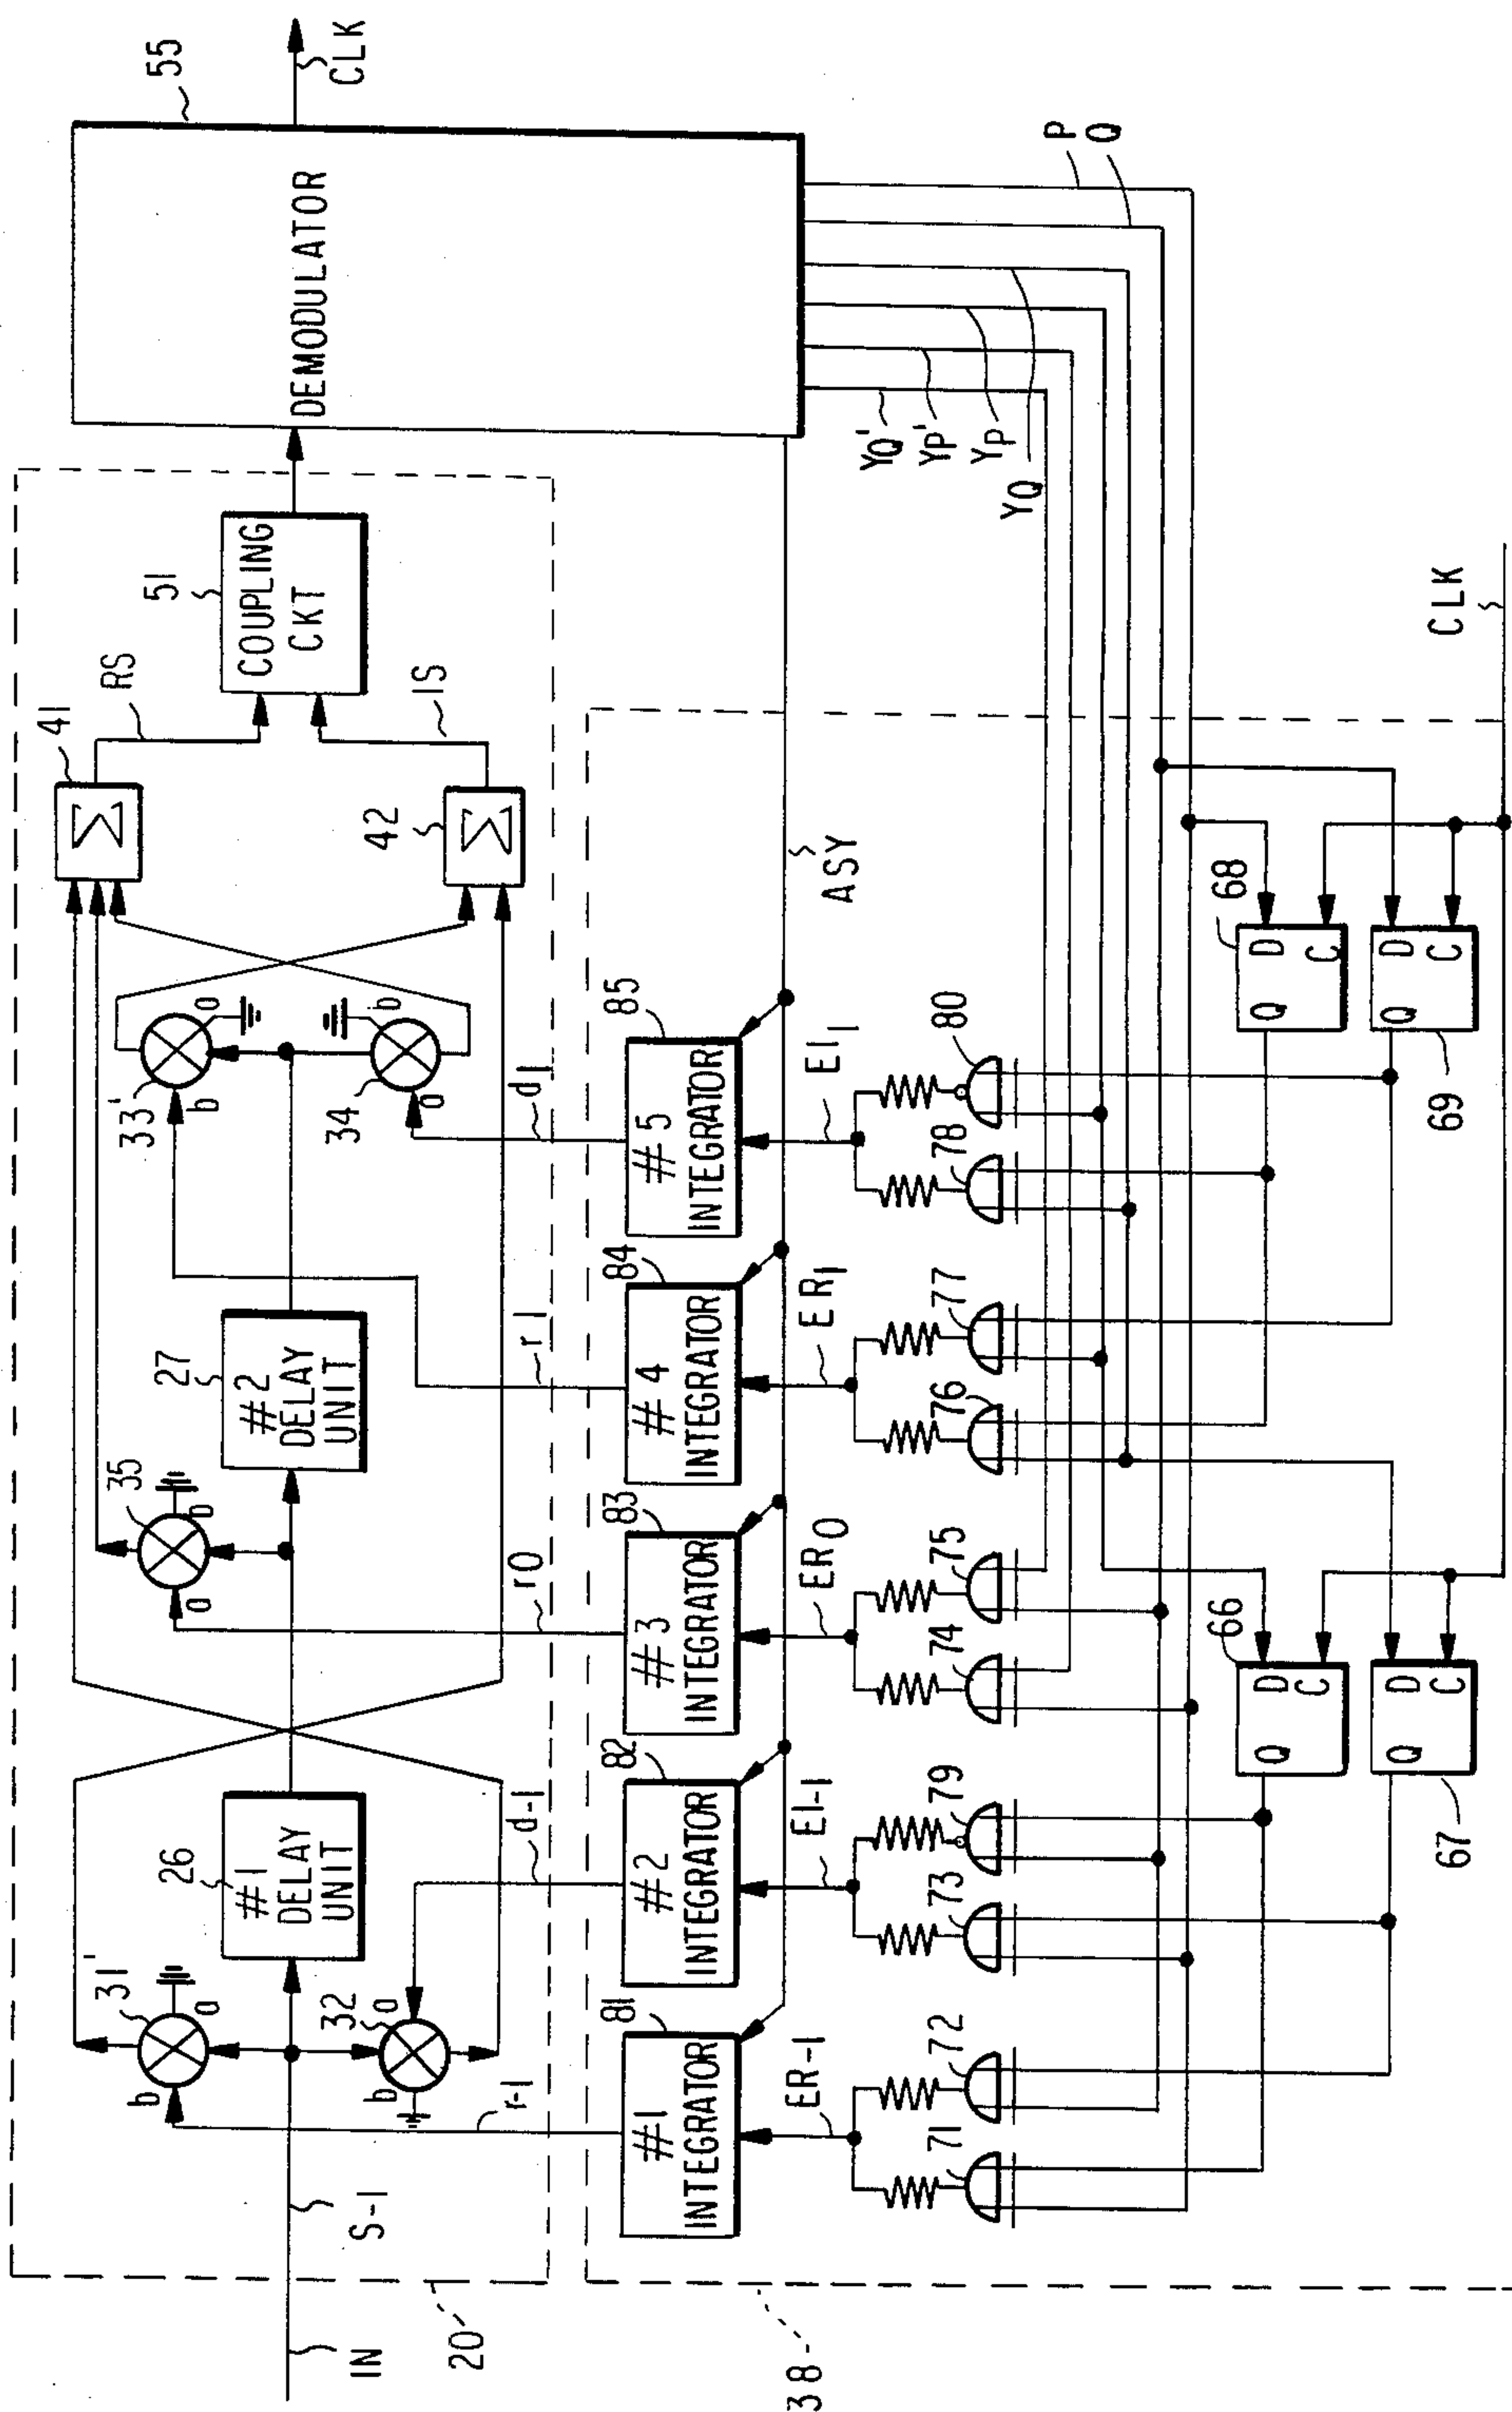 IN
S-1
20
31'
b
a
32
b
a
26
#1
DELAY
UNIT
r-1
d-1
35
a
b
r0
27
#2
DELAY
UNIT
r1
33'
b
a
34
b
a
d1
41
Σ
RS
42
Σ
IS
51
COUPLING
CKT
DEMODULATOR
55
CLK
38
81
#1
INTEGRATOR
82
#2
INTEGRATOR
83
#3
INTEGRATOR
84
#4
INTEGRATOR
85
#5
INTEGRATOR
ASY
ER-1
EI-1
ER0
ER1
EI1
YQ'
YP'
YP
YQ
P
Q
71
72
73
79
74
75
76
77
78
80
66
Q D
C
67
Q D
C
68
Q D
C
69
Q D
C
CLK